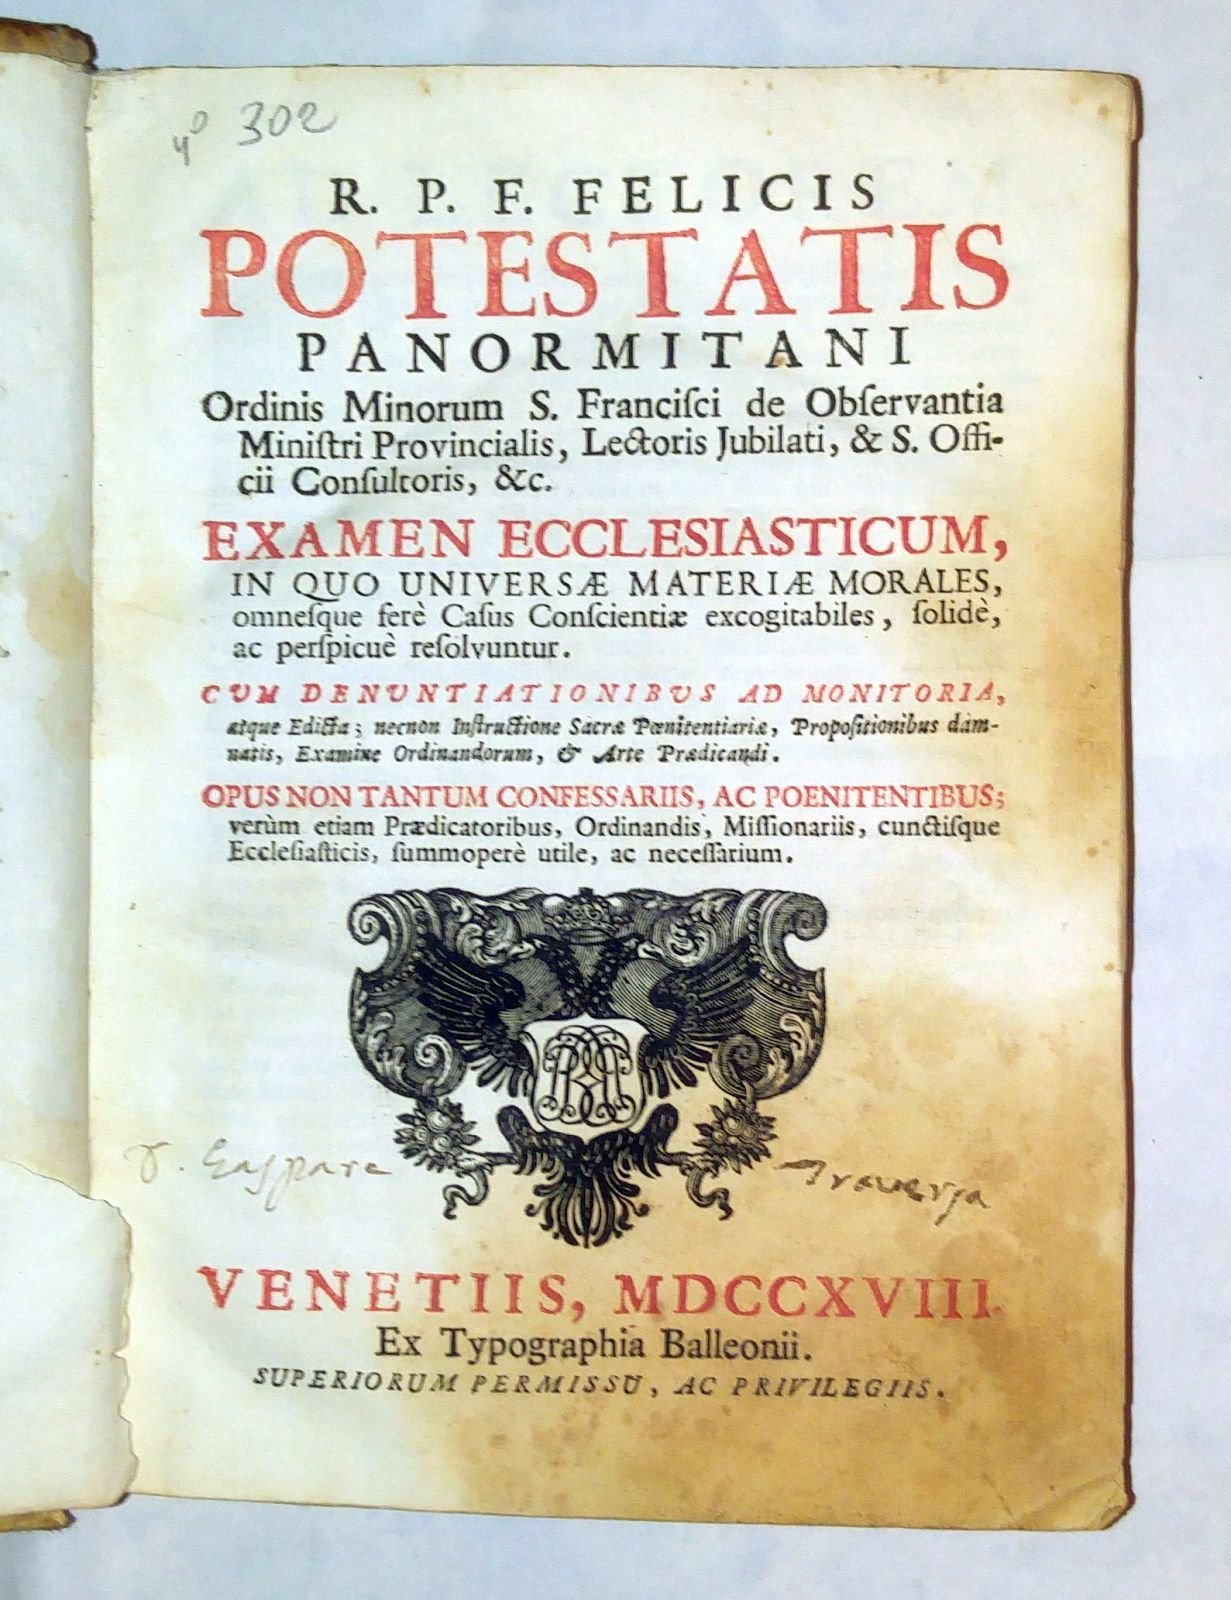 4º 302
R. P. F. FELICIS
POTESTATIS
PANORMITANI
Ordinis Minorum S. Franciſci de Obſervantia
Miniſtri Provincialis, Lectoris Jubilati, & S. Offi-
cii Conſultoris, &c.
EXAMEN ECCLESIASTICUM,
IN QUO UNIVERSÆ MATERIÆ MORALES,
omneſque ferè Caſus Conſcientiæ excogitabiles, ſolidè,
ac perſpicuè reſolvuntur.
CUM DENUNTIATIONIBUS AD MONITORIA,
atque Edicta; necnon Inſtructione Sacræ Pœnitentiariæ, Propoſitionibus dam-
natis, Examine Ordinandorum, & Arte Prædicandi.
OPUS NON TANTUM CONFESSARIIS, AC POENITENTIBUS;
verùm etiam Prædicatoribus, Ordinandis, Miſſionariis, cunctiſque
Eccleſiaſticis, ſummoperè utile, ac neceſſarium.
Gaspare
VENETIIS, MDCCXVIII.
Ex Typographia Balleonii.
SUPERIORUM PERMISSU, AC PRIVILEGIIS.